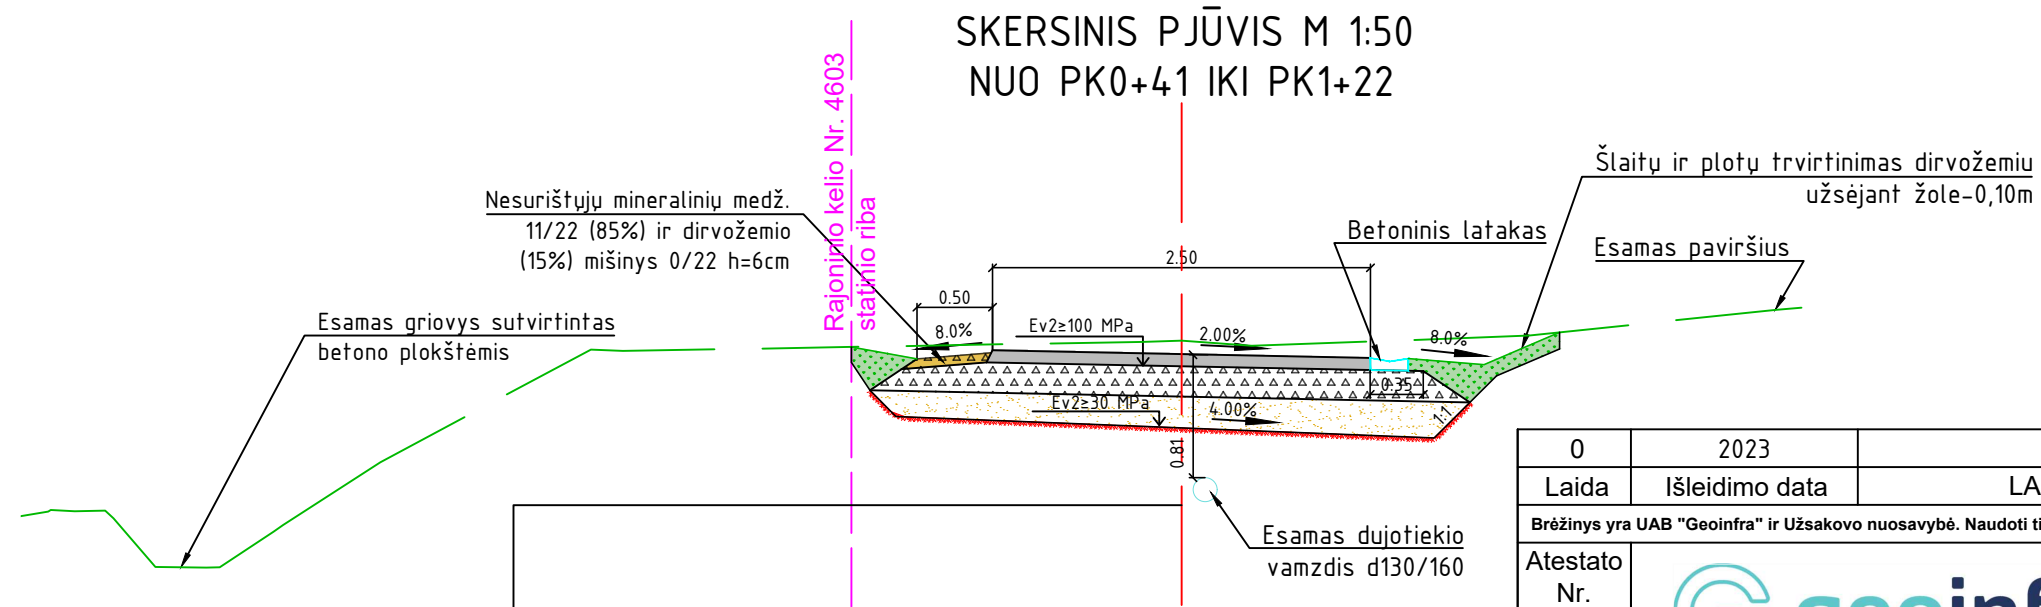 SKERSINIS PJŪVIS M 1:50
NUO PK0+41 IKI PK1+22
Rajoninio kelio Nr. 4603
statinio riba
Nesurištųjų mineralinių medž.
11/22 (85%) ir dirvožemio
(15%) mišinys 0/22 h=6cm
Šlaitų ir plotų trvirtinimas dirvožemiu
užsėjant žole-0,10m
Betoninis latakas
Esamas paviršius
2.50
0.50
Esamas griovys sutvirtintas
betono plokštėmis
8.0%
Ev2≥100 MPa
2.00%
8.0%
0.35
Ev2≥30 MPa
4.00%
1:1
0.81
Esamas dujotiekio
vamzdis d130/160
0 2023
Laida Išleidimo data LA
Brėžinys yra UAB "Geoinfra" ir Užsakovo nuosavybė. Naudoti ti
Atestato
Nr.
geoinf